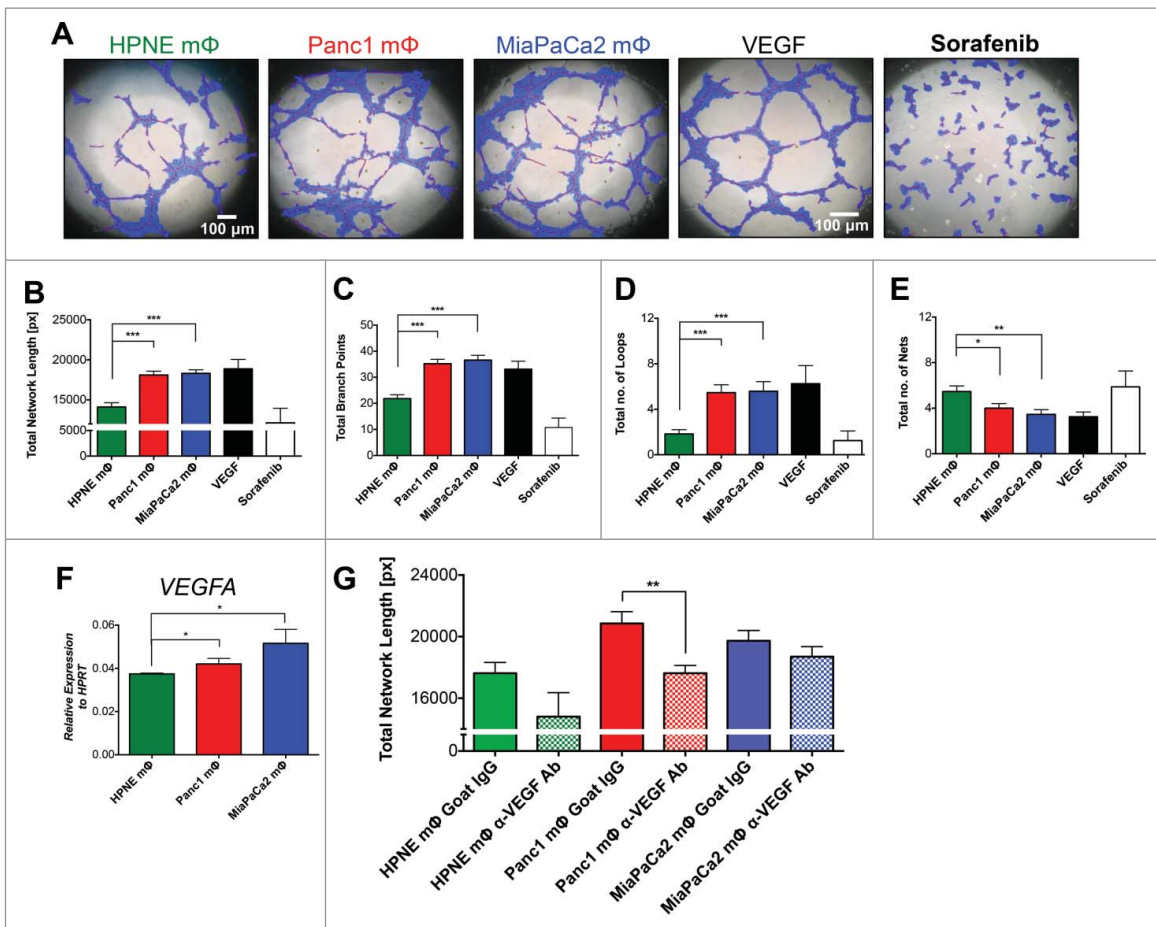 A
HPNE mΦ
Panc1 mΦ
MiaPaCa2 mΦ
VEGF
Sorafenib
100 µm
100 µm
B
Total Network Length [px]
25000
20000
15000
5000
0
***
***
HPNE mΦ
Panc1 mΦ
MiaPaCa2 mΦ
VEGF
Sorafenib
C
Total Branch Points
50
40
30
20
10
0
***
***
HPNE mΦ
Panc1 mΦ
MiaPaCa2 mΦ
VEGF
Sorafenib
D
Total no. of Loops
12
8
4
0
***
***
HPNE mΦ
Panc1 mΦ
MiaPaCa2 mΦ
VEGF
Sorafenib
E
Total no. of Nets
12
8
4
0
**
*
HPNE mΦ
Panc1 mΦ
MiaPaCa2 mΦ
VEGF
Sorafenib
F
VEGFA
Relative Expression
to HPRT
0.06
0.04
0.02
0.00
*
*
HPNE mΦ
Panc1 mΦ
MiaPaCa2 mΦ
G
Total Network Length [px]
24000
20000
16000
0
**
HPNE mΦ Goat IgG
HPNE mΦ α-VEGF Ab
Panc1 mΦ Goat IgG
Panc1 mΦ α-VEGF Ab
MiaPaCa2 mΦ Goat IgG
MiaPaCa2 mΦ α-VEGF Ab